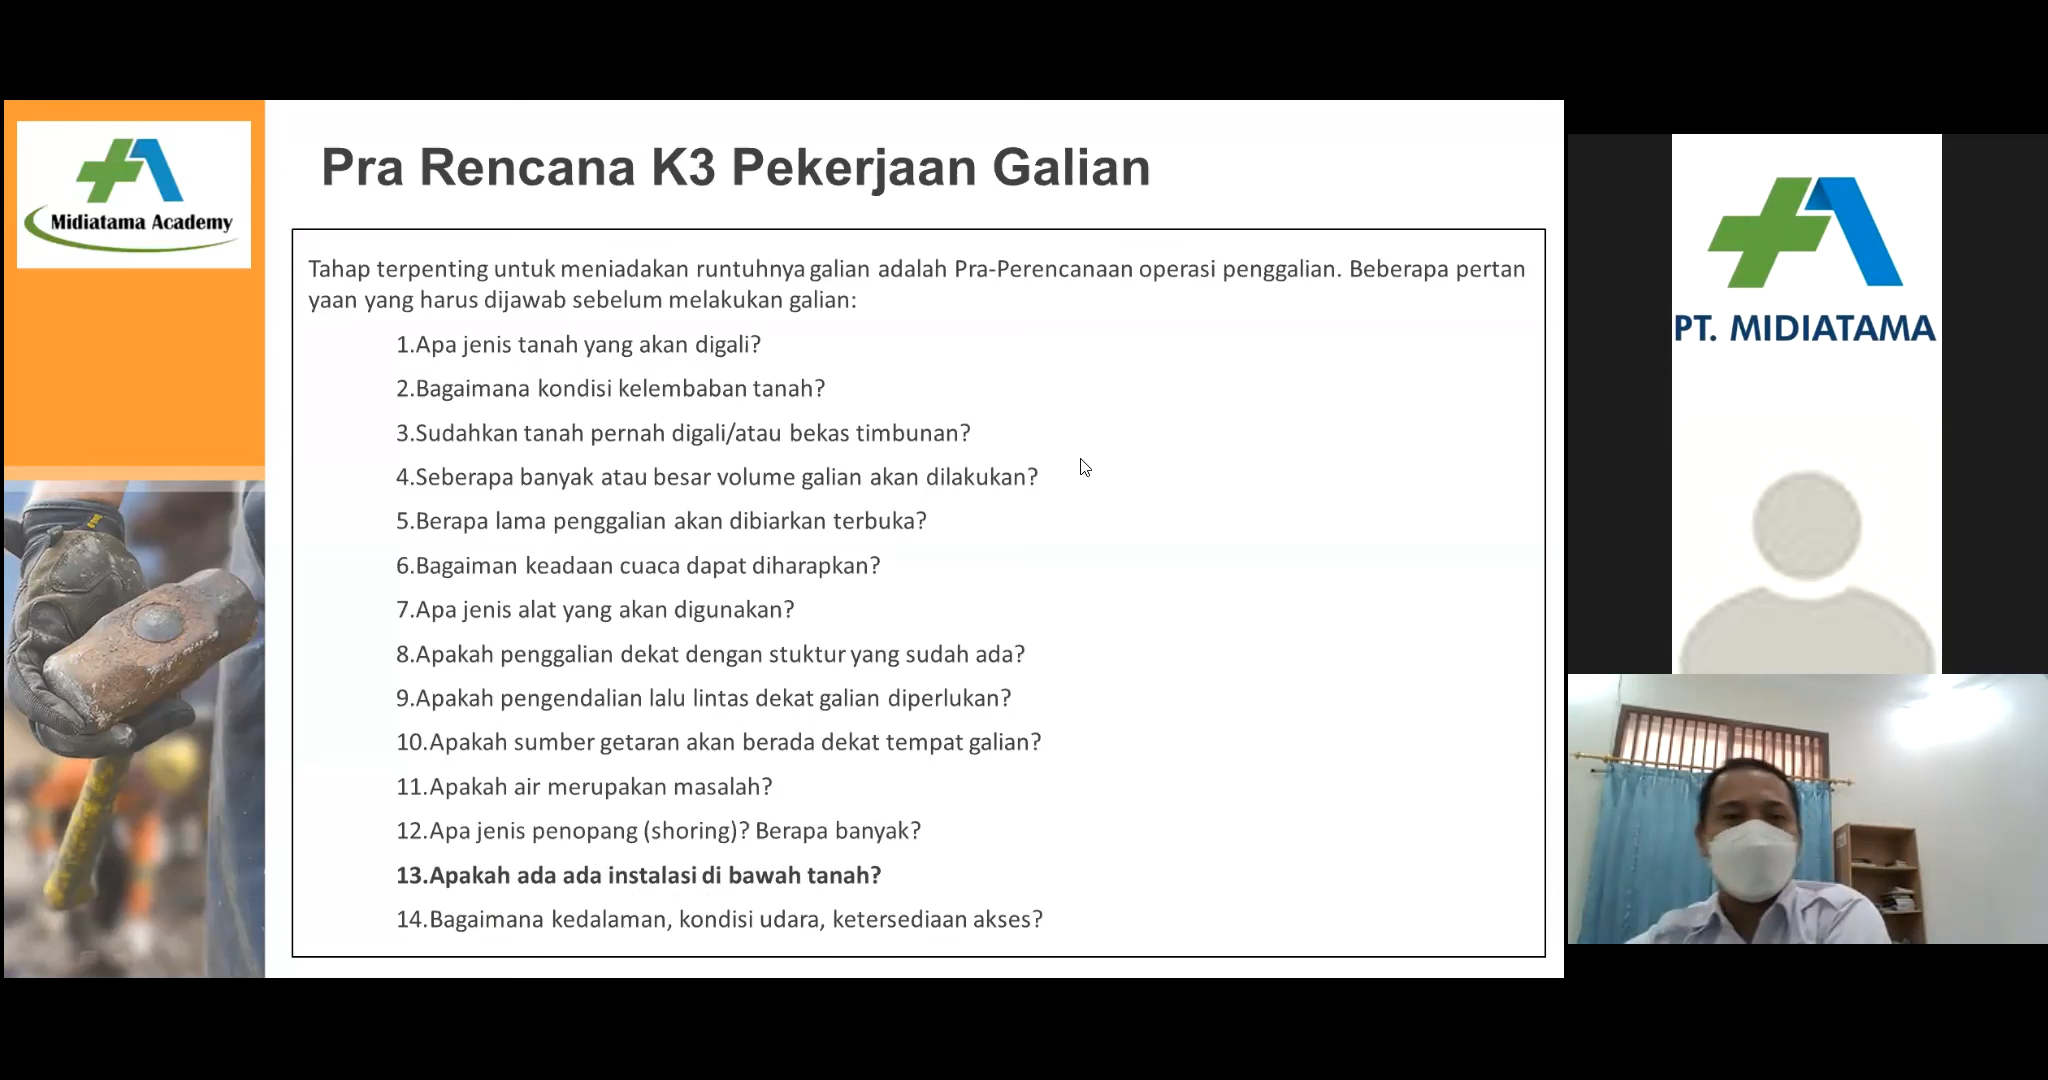 Midiatama Academy
Pra Rencana K3 Pekerjaan Galian
Tahap terpenting untuk meniadakan runtuhnya galian adalah Pra-Perencanaan operasi penggalian. Beberapa pertan
yaan yang harus dijawab sebelum melakukan galian:
1.Apa jenis tanah yang akan digali?
2.Bagaimana kondisi kelembaban tanah?
3.Sudahkan tanah pernah digali/atau bekas timbunan?
4.Seberapa banyak atau besar volume galian akan dilakukan?
5.Berapa lama penggalian akan dibiarkan terbuka?
6.Bagaiman keadaan cuaca dapat diharapkan?
7.Apa jenis alat yang akan digunakan?
8.Apakah penggalian dekat dengan stuktur yang sudah ada?
9.Apakah pengendalian lalu lintas dekat galian diperlukan?
10.Apakah sumber getaran akan berada dekat tempat galian?
11.Apakah air merupakan masalah?
12.Apa jenis penopang (shoring)? Berapa banyak?
13.Apakah ada ada instalasi di bawah tanah?
14.Bagaimana kedalaman, kondisi udara, ketersediaan akses?
PT. MIDIATAMA